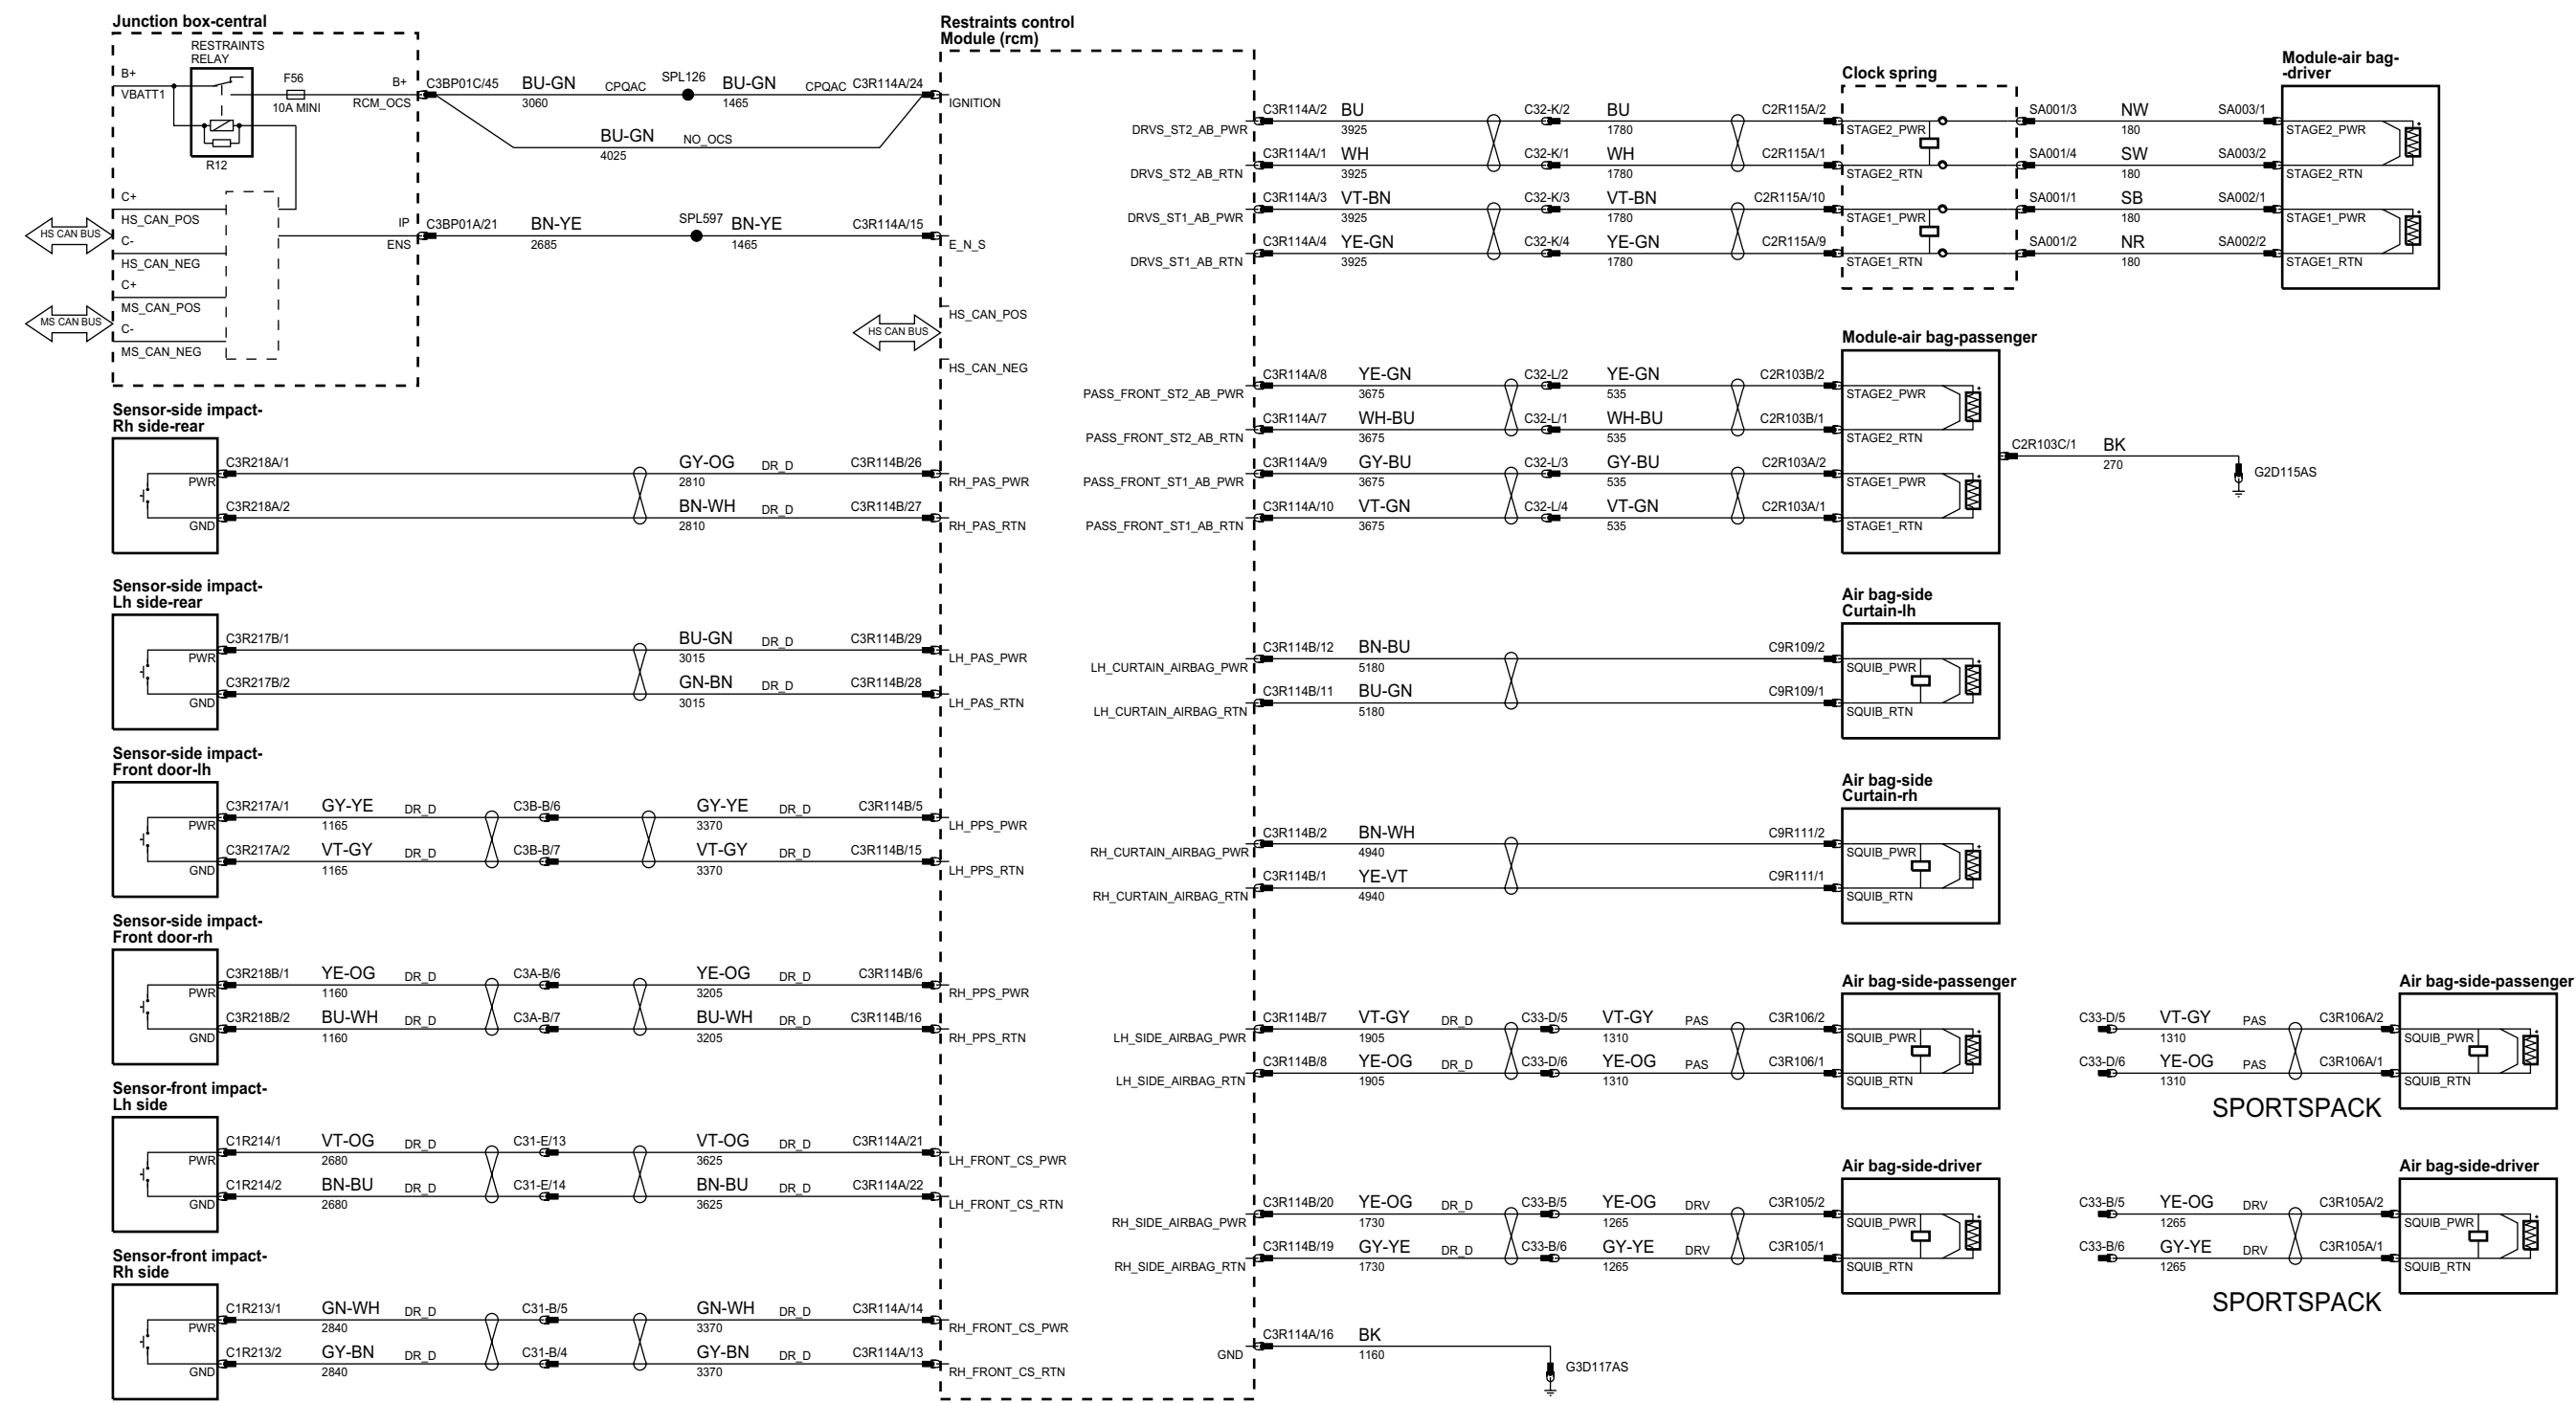 Junction box-central
RESTRAINTS
RELAY
B+
VBATT1
F56
10A MINI
R12
B+
RCM_OCS
C+
HS_CAN_POS
HS CAN BUS
C-
HS_CAN_NEG
C+
MS_CAN_POS
MS CAN BUS
C-
MS_CAN_NEG
IP
ENS
C3BP01C/45
BU-GN
3060
CPQAC
SPL126
BU-GN
1465
CPQAC
C3R114A/24
BU-GN
4025
NO_OCS
C3BP01A/21
BN-YE
2685
SPL597
BN-YE
1465
C3R114A/15
Restraints control
Module (rcm)
IGNITION
E_N_S
HS CAN BUS
HS_CAN_POS
HS_CAN_NEG
Sensor-side impact-
Rh side-rear
PWR
GND
C3R218A/1
GY-OG
2810
DR_D
C3R114B/26
RH_PAS_PWR
C3R218A/2
BN-WH
2810
DR_D
C3R114B/27
RH_PAS_RTN
Sensor-side impact-
Lh side-rear
PWR
GND
C3R217B/1
BU-GN
3015
DR_D
C3R114B/29
LH_PAS_PWR
C3R217B/2
GN-BN
3015
DR_D
C3R114B/28
LH_PAS_RTN
Sensor-side impact-
Front door-lh
PWR
GND
C3R217A/1
GY-YE
1165
DR_D
C3B-B/6
GY-YE
3370
DR_D
C3R114B/5
LH_PPS_PWR
C3R217A/2
VT-GY
1165
DR_D
C3B-B/7
VT-GY
3370
DR_D
C3R114B/15
LH_PPS_RTN
Sensor-side impact-
Front door-rh
PWR
GND
C3R218B/1
YE-OG
1160
DR_D
C3A-B/6
YE-OG
3205
DR_D
C3R114B/6
RH_PPS_PWR
C3R218B/2
BU-WH
1160
DR_D
C3A-B/7
BU-WH
3205
DR_D
C3R114B/16
RH_PPS_RTN
Sensor-front impact-
Lh side
PWR
GND
C1R214/1
VT-OG
2680
DR_D
C31-E/13
VT-OG
3625
DR_D
C3R114A/21
LH_FRONT_CS_PWR
C1R214/2
BN-BU
2680
DR_D
C31-E/14
BN-BU
3625
DR_D
C3R114A/22
LH_FRONT_CS_RTN
Sensor-front impact-
Rh side
PWR
GND
C1R213/1
GN-WH
2840
DR_D
C31-B/5
GN-WH
3370
DR_D
C3R114A/14
RH_FRONT_CS_PWR
C1R213/2
GY-BN
2840
DR_D
C31-B/4
GY-BN
3370
DR_D
C3R114A/13
RH_FRONT_CS_RTN
DRVS_ST2_AB_PWR
C3R114A/2
BU
3925
C32-K/2
BU
1780
C2R115A/2
DRVS_ST2_AB_RTN
C3R114A/1
WH
3925
C32-K/1
WH
1780
C2R115A/1
DRVS_ST1_AB_PWR
C3R114A/3
VT-BN
3925
C32-K/3
VT-BN
1780
C2R115A/10
DRVS_ST1_AB_RTN
C3R114A/4
YE-GN
3925
C32-K/4
YE-GN
1780
C2R115A/9
Clock spring
STAGE2_PWR
STAGE2_RTN
STAGE1_PWR
STAGE1_RTN
SA001/3
NW
180
SA003/1
SA001/4
SW
180
SA003/2
SA001/1
SB
180
SA002/1
SA001/2
NR
180
SA002/2
Module-air bag-
-driver
STAGE2_PWR
STAGE2_RTN
STAGE1_PWR
STAGE1_RTN
PASS_FRONT_ST2_AB_PWR
C3R114A/8
YE-GN
3675
C32-L/2
YE-GN
535
C2R103B/2
PASS_FRONT_ST2_AB_RTN
C3R114A/7
WH-BU
3675
C32-L/1
WH-BU
535
C2R103B/1
PASS_FRONT_ST1_AB_PWR
C3R114A/9
GY-BU
3675
C32-L/3
GY-BU
535
C2R103A/2
PASS_FRONT_ST1_AB_RTN
C3R114A/10
VT-GN
3675
C32-L/4
VT-GN
535
C2R103A/1
Module-air bag-passenger
STAGE2_PWR
STAGE2_RTN
STAGE1_PWR
STAGE1_RTN
C2R103C/1
BK
270
G2D115AS
LH_CURTAIN_AIRBAG_PWR
C3R114B/12
BN-BU
5180
C9R109/2
LH_CURTAIN_AIRBAG_RTN
C3R114B/11
BU-GN
5180
C9R109/1
Air bag-side
Curtain-lh
SQUIB_PWR
SQUIB_RTN
RH_CURTAIN_AIRBAG_PWR
C3R114B/2
BN-WH
4940
C9R111/2
RH_CURTAIN_AIRBAG_RTN
C3R114B/1
YE-VT
4940
C9R111/1
Air bag-side
Curtain-rh
SQUIB_PWR
SQUIB_RTN
LH_SIDE_AIRBAG_PWR
C3R114B/7
VT-GY
1905
DR_D
C33-D/5
VT-GY
1310
PAS
C3R106/2
LH_SIDE_AIRBAG_RTN
C3R114B/8
YE-OG
1905
DR_D
C33-D/6
YE-OG
1310
PAS
C3R106/1
Air bag-side-passenger
SQUIB_PWR
SQUIB_RTN
C33-D/5
VT-GY
1310
PAS
C3R106A/2
C33-D/6
YE-OG
1310
PAS
C3R106A/1
Air bag-side-passenger
SQUIB_PWR
SQUIB_RTN
SPORTSPACK
RH_SIDE_AIRBAG_PWR
C3R114B/20
YE-OG
1730
DR_D
C33-B/5
YE-OG
1265
DRV
C3R105/2
RH_SIDE_AIRBAG_RTN
C3R114B/19
GY-YE
1730
DR_D
C33-B/6
GY-YE
1265
DRV
C3R105/1
Air bag-side-driver
SQUIB_PWR
SQUIB_RTN
C33-B/5
YE-OG
1265
DRV
C3R105A/2
C33-B/6
GY-YE
1265
DRV
C3R105A/1
Air bag-side-driver
SQUIB_PWR
SQUIB_RTN
SPORTSPACK
GND
C3R114A/16
BK
1160
G3D117AS